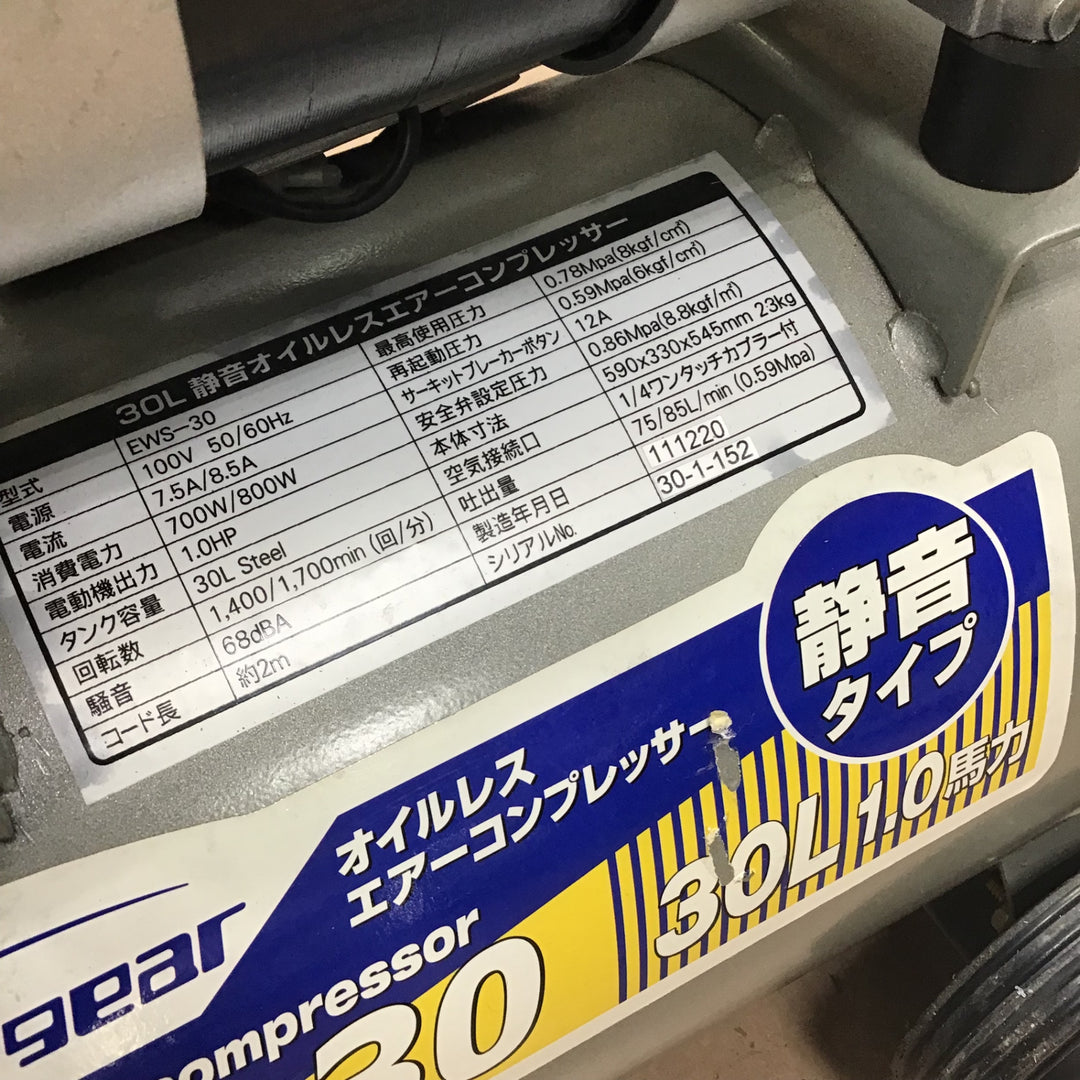 30L 静音オイルレスエアーコンプレッサー
型式 EWS-30
電源 100V 50/60Hz
電流 7.5A/8.5A
消費電力 700W/800W
電動機出力 1.0HP
タンク容量 30L Steel
回転数 1,400/1,700min (回/分)
騒音 68dBA
コード長 約2m
最高使用圧力 0.78Mpa(8kgf/c㎡)
再起動圧力 0.59Mpa(6kgf/c㎡)
サーキットブレーカーボタン 12A
安全弁設定圧力 0.86Mpa(8.8kgf/㎡)
本体寸法 590x330x545mm 23kg
空気接続口 1/4ワンタッチカプラー付
吐出量 75/85L/min (0.59Mpa)
製造年月日 111220
シリアルNo. 30-1-152
静音
タイプ
オイルレス
エアーコンプレッサー
30L 1.0馬力
gear
compressor
30